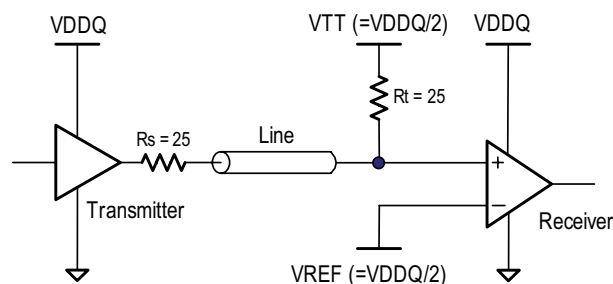 VDDQ
VTT (=VDDQ/2)
VDDQ
Rt = 25
Rs = 25
Line
+
−
Transmitter
Receiver
VREF (=VDDQ/2)